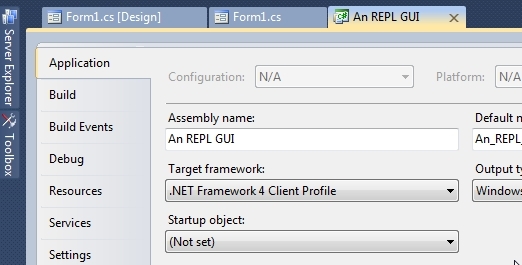 Form1.cs [Design]
Form1.cs
C#
An REPL GUI
Server Explorer
Toolbox
Application
Build
Build Events
Debug
Resources
Services
Settings
Configuration: N/A
Platform: N/
Assembly name:
An REPL GUI
Default n
An_REPL_
Target framework:
.NET Framework 4 Client Profile
Output ty
Windows
Startup object:
(Not set)